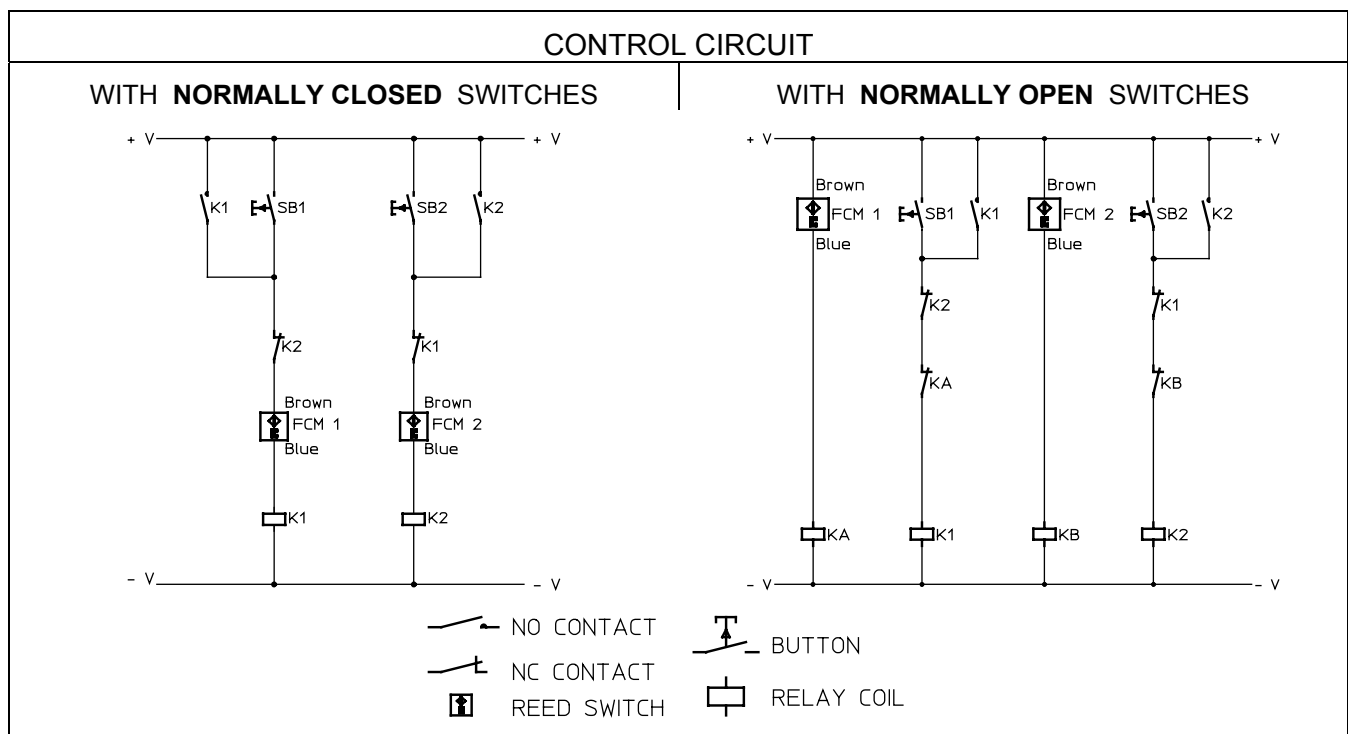 CONTROL CIRCUIT
WITH NORMALLY CLOSED SWITCHES
+ V
+ V
K1
SB1
SB2
K2
K2
K1
Brown
FCM 1
Blue
Brown
FCM 2
Blue
K1
K2
- V
- V
WITH NORMALLY OPEN SWITCHES
+ V
+ V
Brown
FCM 1
Blue
SB1
K1
Brown
FCM 2
Blue
SB2
K2
K2
K1
KA
KB
KA
K1
KB
K2
- V
- V
NO CONTACT
BUTTON
NC CONTACT
REED SWITCH
RELAY COIL